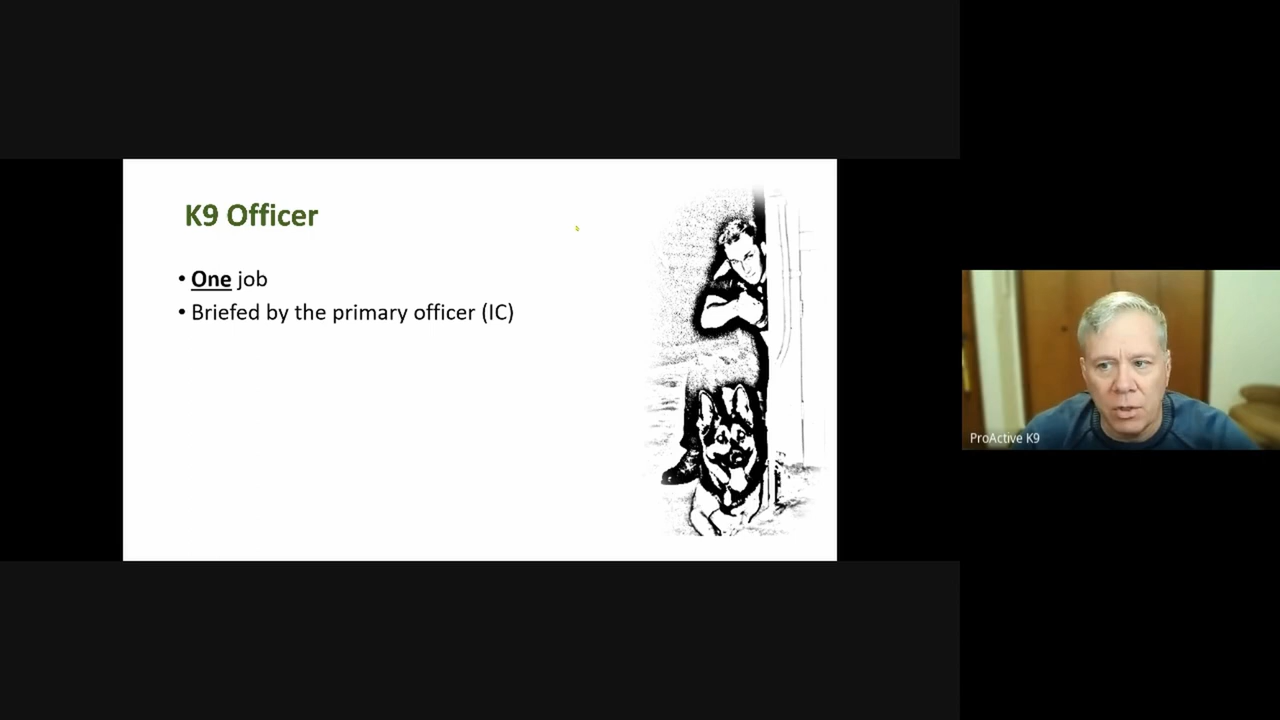 K9 Officer
• One job
• Briefed by the primary officer (IC)
ProActive K9